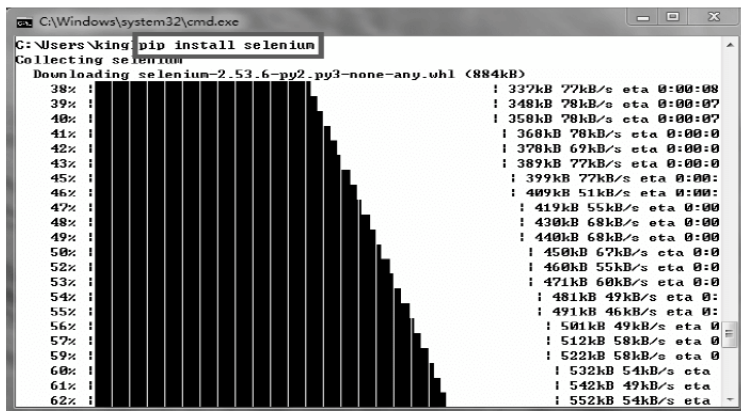 C:\Windows\system32\cmd.exe
C:\Users\king>pip install selenium
Collecting selenium
Downloading selenium-2.53.6-py2.py3-none-any.whl (884kB)
38% | 337kB 77kB/s eta 0:00:08
39% | 348kB 78kB/s eta 0:00:07
40% | 358kB 78kB/s eta 0:00:07
41% | 368kB 78kB/s eta 0:00:0
42% | 378kB 69kB/s eta 0:00:0
43% | 389kB 77kB/s eta 0:00:0
45% | 399kB 77kB/s eta 0:00:
46% | 409kB 51kB/s eta 0:00:
47% | 419kB 55kB/s eta 0:00
48% | 430kB 68kB/s eta 0:00
49% | 440kB 68kB/s eta 0:00
50% | 450kB 67kB/s eta 0:0
52% | 460kB 55kB/s eta 0:0
53% | 471kB 60kB/s eta 0:0
54% | 481kB 49kB/s eta 0:
55% | 491kB 46kB/s eta 0:
56% | 501kB 49kB/s eta 0
57% | 512kB 58kB/s eta 0
59% | 522kB 58kB/s eta 0
60% | 532kB 54kB/s eta
61% | 542kB 49kB/s eta
62% | 552kB 54kB/s eta